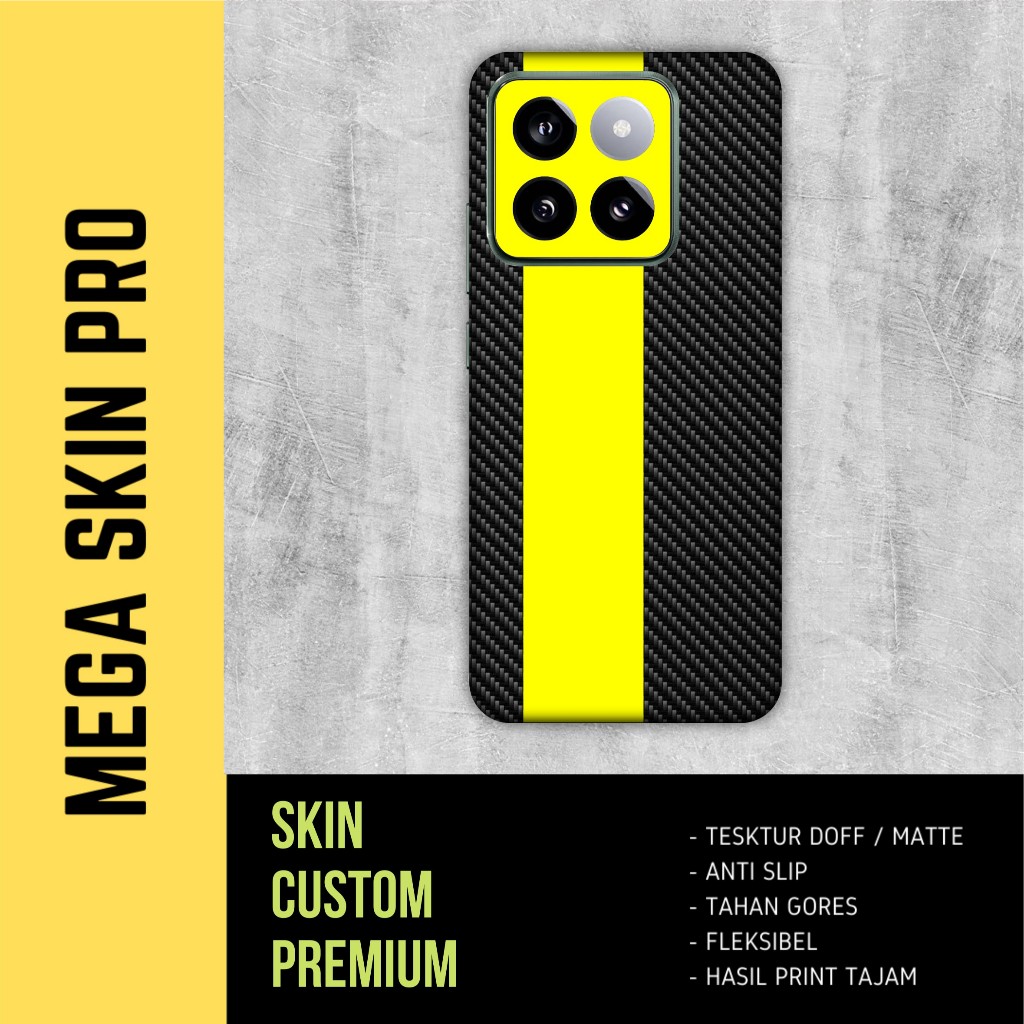 MEGA SKIN PRO
SKIN
CUSTOM
PREMIUM
- TESKTUR DOFF / MATTE
- ANTI SLIP
- TAHAN GORES
- FLEKSIBEL
- HASIL PRINT TAJAM